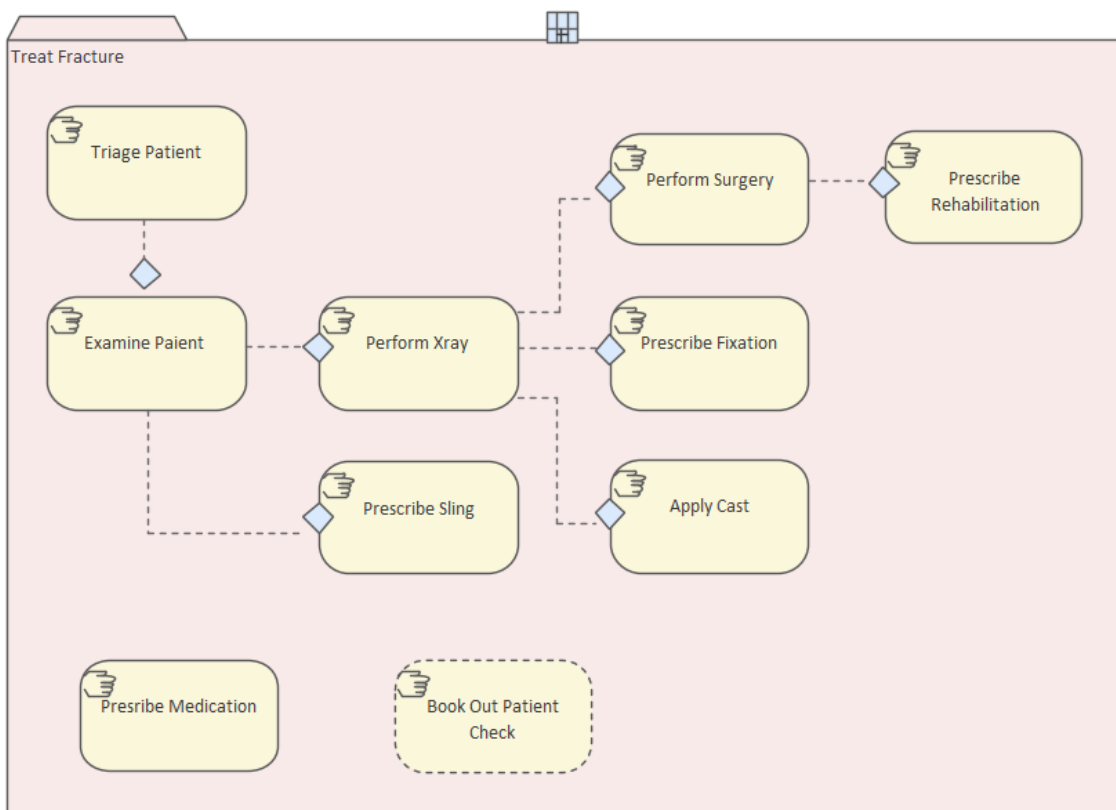 Treat Fracture
Triage Patient
Perform Surgery
Prescribe
Rehabilitation
Examine Paient
Perform Xray
Prescribe Fixation
Prescribe Sling
Apply Cast
Presribe Medication
Book Out Patient
Check